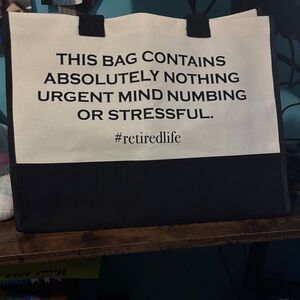 THIS BAG CONTAINS
ABSOLUTELY NOTHING
URGENT MIND NUMBING
OR STRESSFUL.
#retiredlife